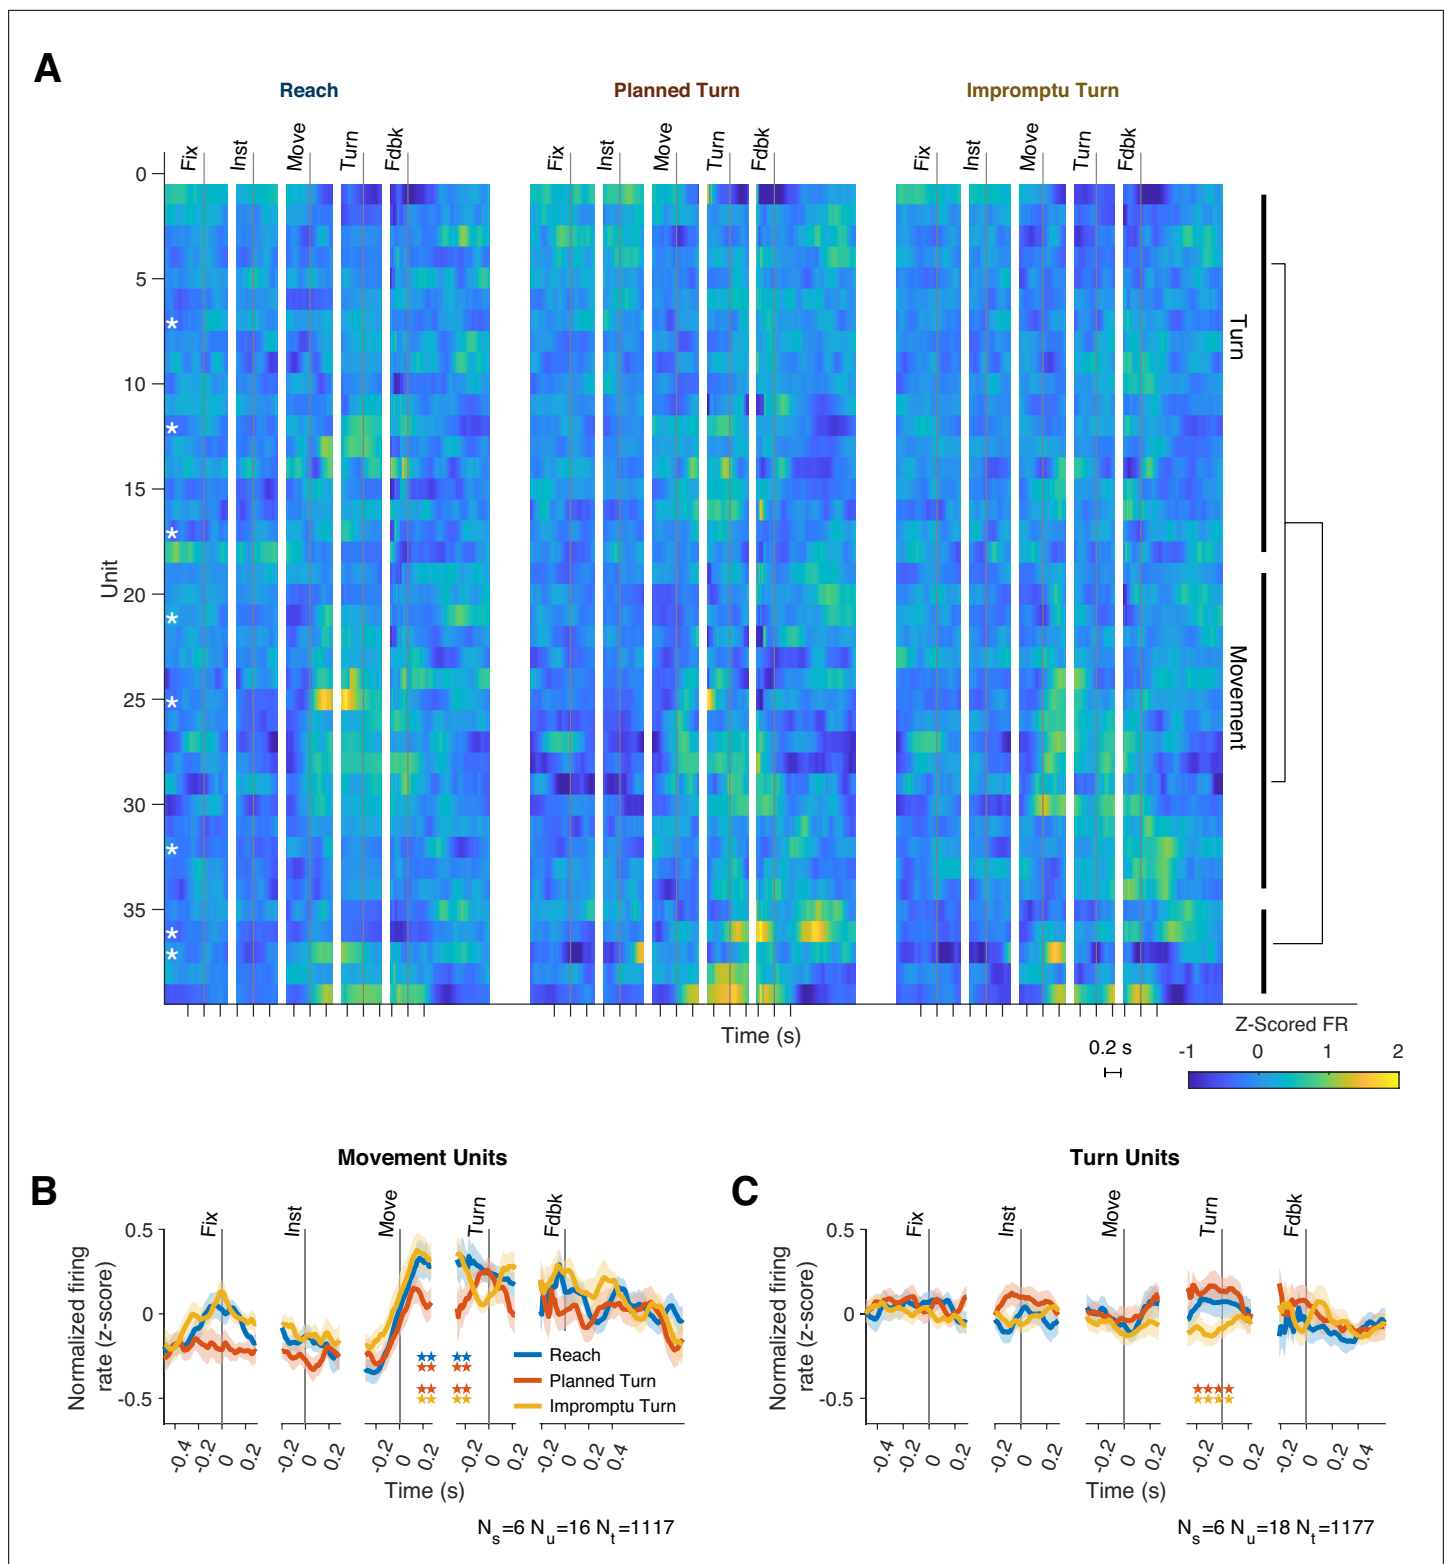 A
Reach Planned Turn Impromptu Turn
Fix Inst Move Turn Fdbk Fix Inst Move Turn Fdbk Fix Inst Move Turn Fdbk
0
5
10
15
20
25
30
35
Unit
*
*
*
*
*
*
*
*
Turn
Movement
Time (s)
0.2 s
Z-Scored FR
-1 0 1 2
B
Movement Units
Fix Inst Move Turn Fdbk
0.5
0
-0.5
Normalized firing
rate (z-score)
★★ ★★
★★ ★★
★★ ★★
★★ ★★
Reach
Planned Turn
Impromptu Turn
-0.4 -0.2 0 0.2 -0.2 0 0.2 -0.2 0 0.2 -0.2 0 0.2 -0.2 0 0.2 0.4
Time (s)
Ns=6 Nu=16 Nt=1117
C
Turn Units
Fix Inst Move Turn Fdbk
0.5
0
-0.5
Normalized firing
rate (z-score)
★★★★
★★★★
-0.4 -0.2 0 0.2 -0.2 0 0.2 -0.2 0 0.2 -0.2 0 0.2 -0.2 0 0.2 0.4
Time (s)
Ns=6 Nu=18 Nt=1177